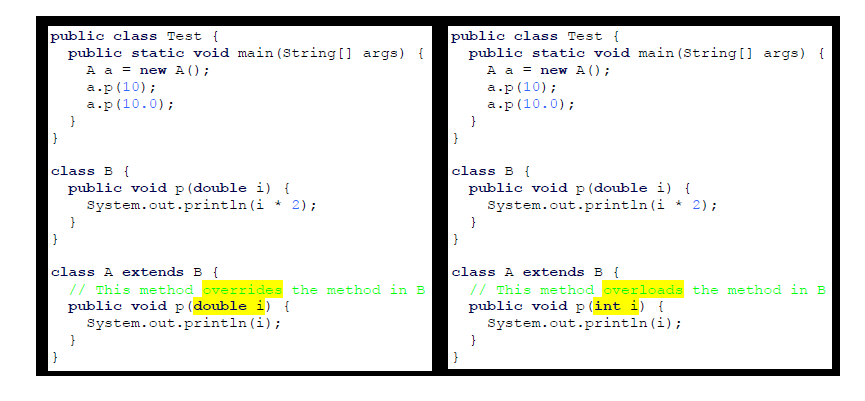 public class Test {
public static void main(String[] args) {
A a = new A();
a.p(10);
a.p(10.0);
}
}
class B {
public void p(double i) {
System.out.println(i * 2);
}
}
class A extends B {
// This method overrides the method in B
public void p(double i) {
System.out.println(i);
}
}
public class Test {
public static void main(String[] args) {
A a = new A();
a.p(10);
a.p(10.0);
}
}
class B {
public void p(double i) {
System.out.println(i * 2);
}
}
class A extends B {
// This method overloads the method in B
public void p(int i) {
System.out.println(i);
}
}